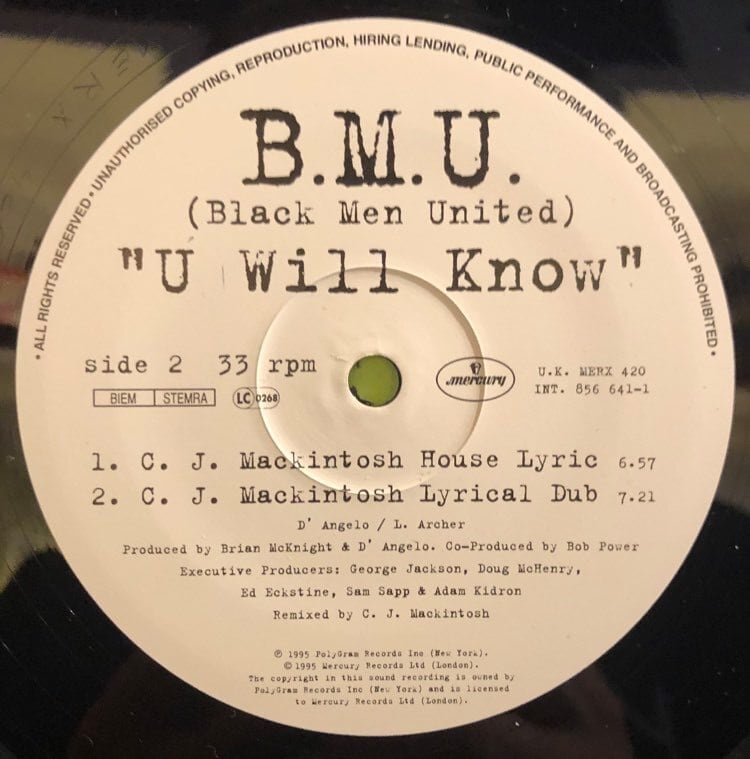 • ALL RIGHTS RESERVED • UNAUTHORISED COPYING, REPRODUCTION, HIRING LENDING, PUBLIC PERFORMANCE AND BROADCASTING PROHIBITED •
B.M.U.
(Black Men United)
"U Will Know"
side 2 33 rpm
BIEM STEMRA LC 0268
mercury
U.K. MERX 420
INT. 856 641-1
1. C. J. Mackintosh House Lyric 6.57
2. C. J. Mackintosh Lyrical Dub 7.21
D' Angelo / L. Archer
Produced by Brian McKnight & D' Angelo. Co-Produced by Bob Power
Executive Producers: George Jackson, Doug McHenry,
Ed Eckstine, Sam Sapp & Adam Kidron
Remixed by C. J. Mackintosh
℗ 1995 PolyGram Records Inc (New York).
© 1995 Mercury Records Ltd (London).
The copyright in this sound recording is owned by
PolyGram Records Inc (New York) and is licensed
to Mercury Records Ltd (London).